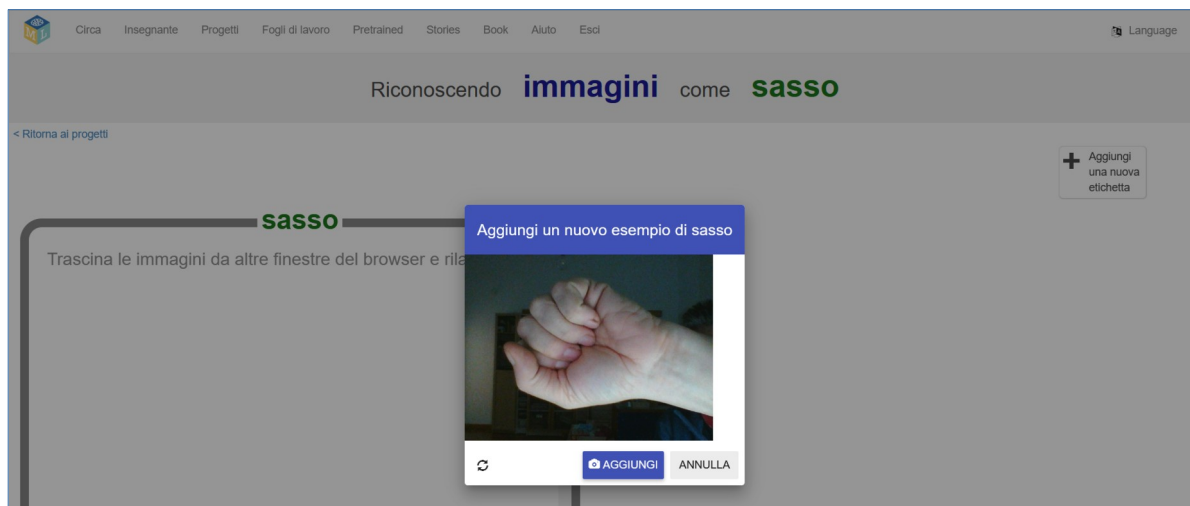 Circa Insegnante Progetti Fogli di lavoro Pretrained Stories Book Aiuto Esci Language
Riconoscendo immagini come sasso
< Ritorna ai progetti
Aggiungi
una nuova
etichetta
sasso
Trascina le immagini da altre finestre del browser e rila
Aggiungi un nuovo esempio di sasso
AGGIUNGI ANNULLA